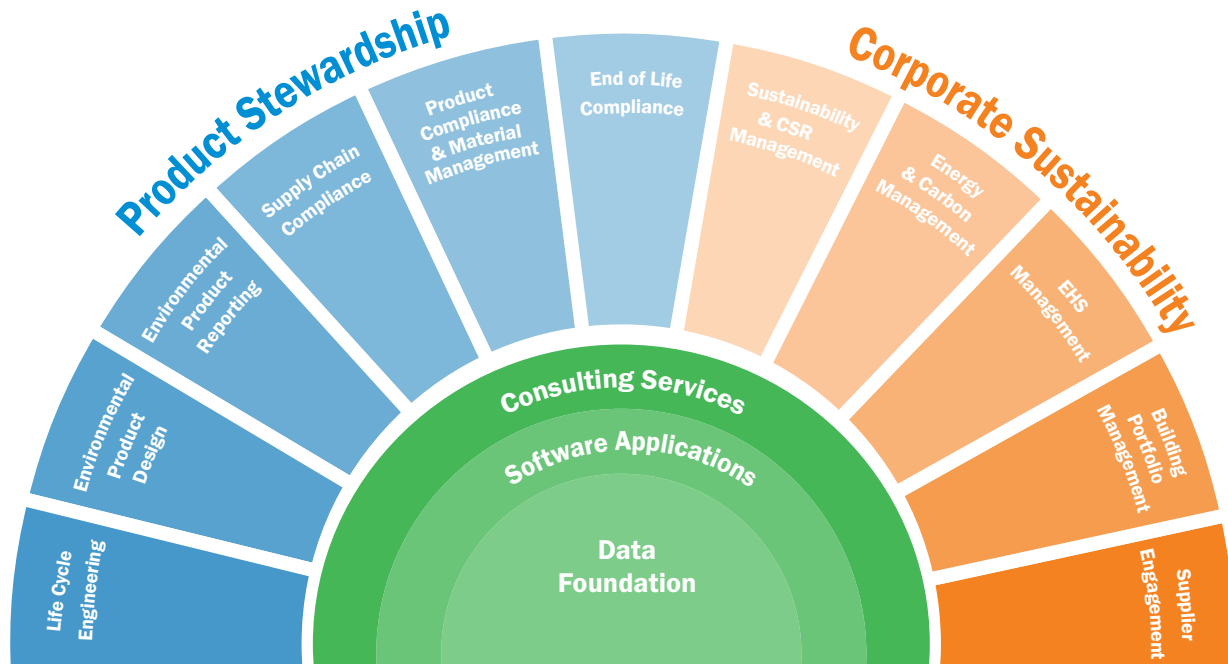 Product Stewardship
Corporate Sustainability
Life Cycle
Engineering
Environmental
Product
Design
Environmental
Product
Reporting
Supply Chain
Compliance
Product
Compliance
& Material
Management
End of Life
Compliance
Sustainability
& CSR
Management
Energy
& Carbon
Management
EHS
Management
Building
Portfolio
Management
Supplier
Engagement
Consulting Services
Software Applications
Data
Foundation